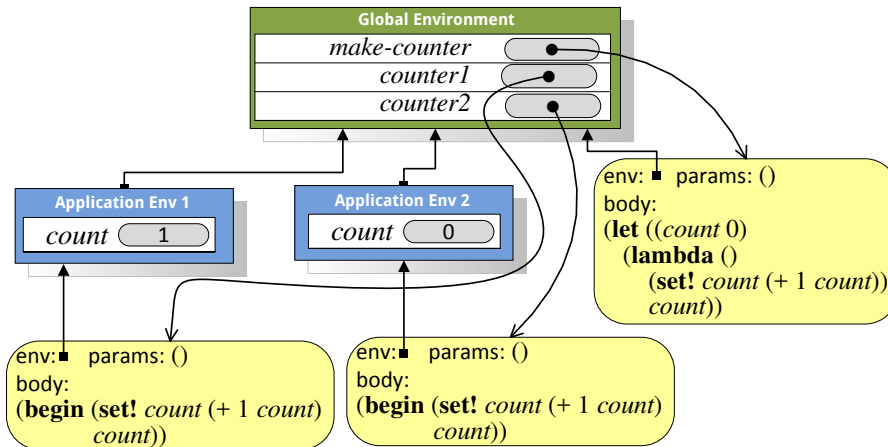 Global Environment
make-counter
counter1
counter2
Application Env 1
count 1
Application Env 2
count 0
env: params: ()
body:
(let ((count 0)
(lambda ()
(set! count (+ 1 count))
count))
env: params: ()
body:
(begin (set! count (+ 1 count)
count))
env: params: ()
body:
(begin (set! count (+ 1 count)
count))